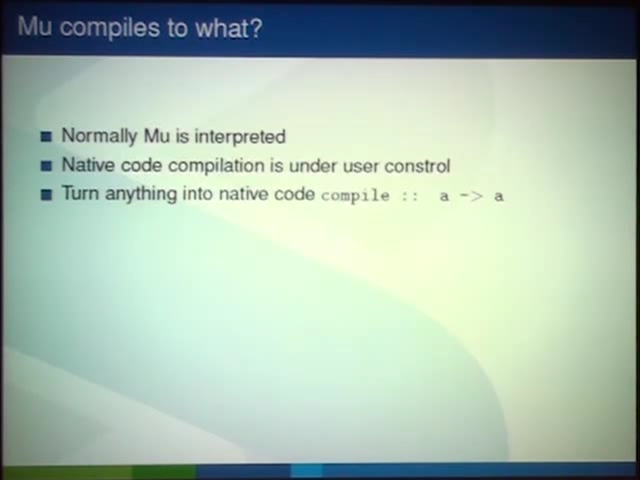 Mu compiles to what?
Normally Mu is interpreted
Native code compilation is under user constrol
Turn anything into native code compile :: a -> a